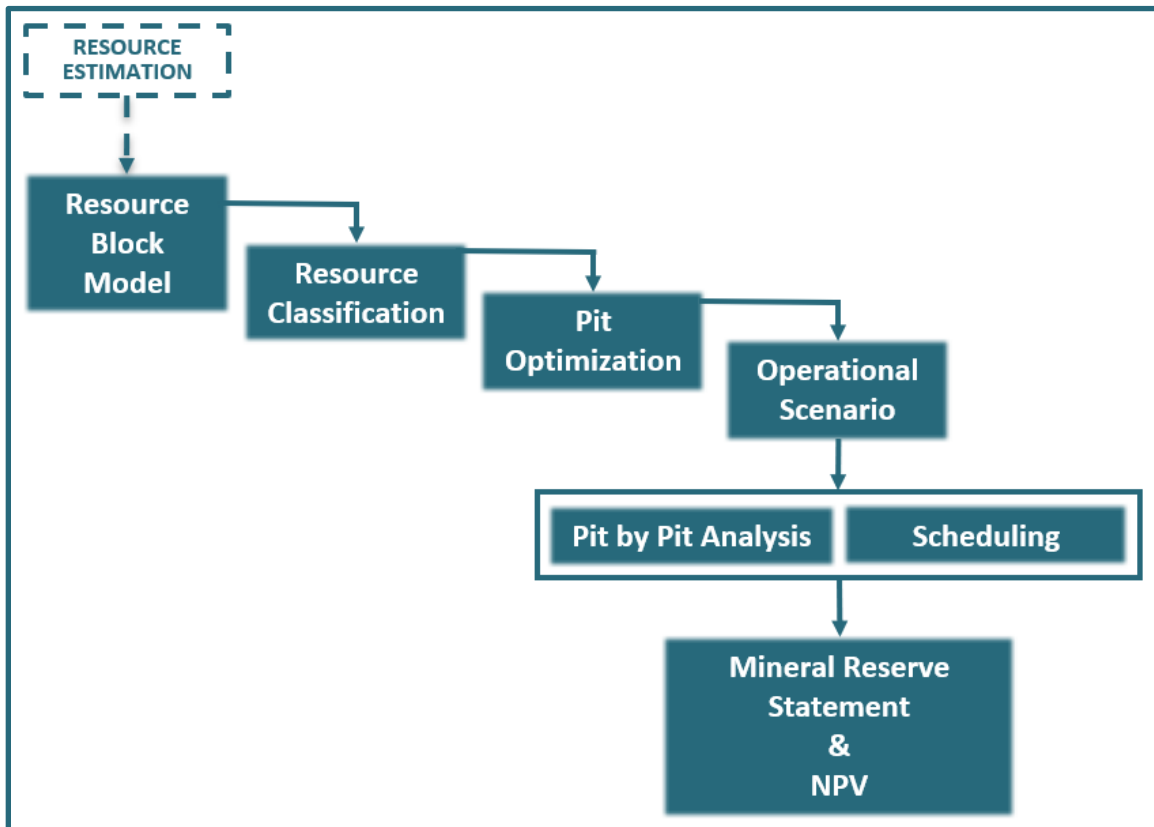 RESOURCE
ESTIMATION
Resource
Block
Model
Resource
Classification
Pit
Optimization
Operational
Scenario
Pit by Pit Analysis
Scheduling
Mineral Reserve
Statement
&
NPV